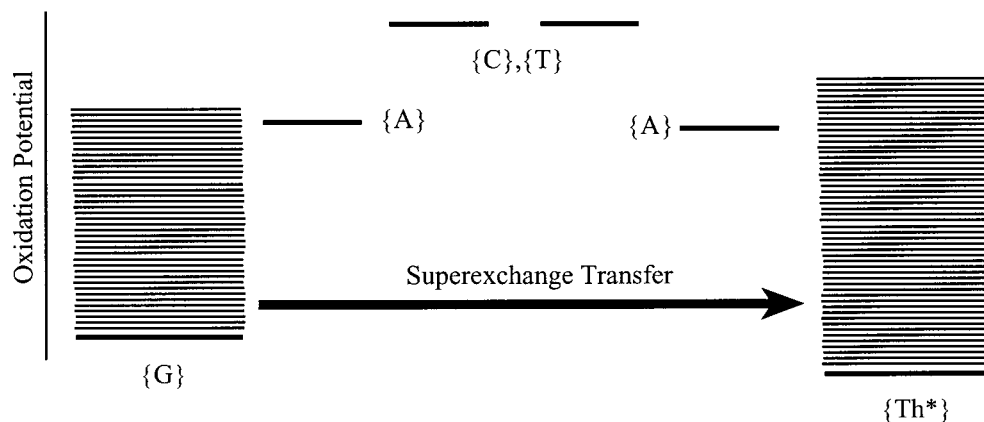 Oxidation Potential
{C},{T}
{A}
{A}
Superexchange Transfer
{G}
{Th*}